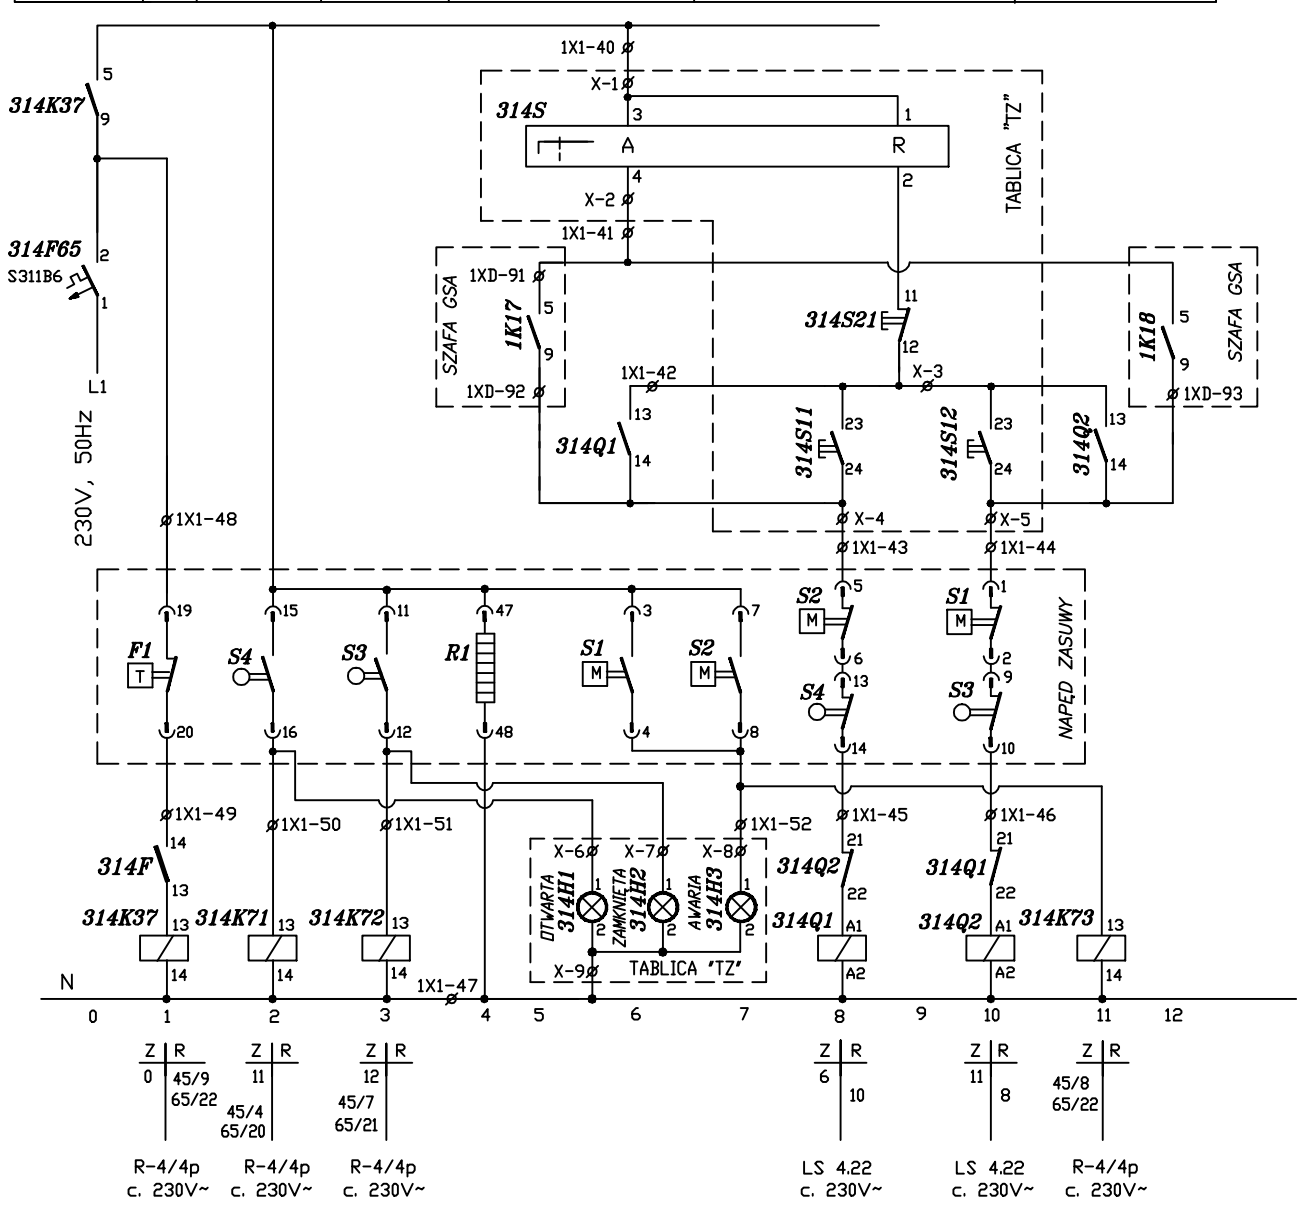 1X1-40
X-1
5
314K37
9
314S
3
1
A
R
4
2
X-2
1X1-41
TABLICA "TZ"
314F65
S311B6
2
1
L1
230V, 50Hz
SZAFA GSA
1XD-91
5
1K17
9
1XD-92
11
314S21
12
5
1K18
9
1XD-93
SZAFA GSA
1X1-42
X-3
13
314Q1
14
23
314S11
24
23
314S12
24
13
314Q2
14
1X1-48
X-4
X-5
1X1-43
1X1-44
19
15
11
47
3
7
5
1
F1
T
S4
S3
R1
S1
M
S2
M
S2
M
S1
M
6
2
13
9
S4
S3
NAPĘD ZASUWY
20
16
12
48
4
8
14
10
1X1-49
1X1-50
1X1-51
1X1-52
1X1-45
1X1-46
14
314F
13
X-6
X-7
X-8
OTWARTA
314H1
1
2
ZAMKNIĘTA
314H2
1
2
AWARIA
314H3
1
2
21
314Q2
22
21
314Q1
22
314K37
13
14
314K71
13
14
314K72
13
14
314Q1
A1
A2
314Q2
A1
A2
314K73
13
14
X-9
TABLICA "TZ"
N
1X1-47
0 1 2 3 4 5 6 7 8 9 10 11 12
Z R
0
45/9
65/22
Z R
11
45/4
65/20
Z R
12
45/7
65/21
Z R
6
10
Z R
11
8
Z R
45/8
65/22
R-4/4p
c. 230V~
R-4/4p
c. 230V~
R-4/4p
c. 230V~
LS 4.22
c. 230V~
LS 4.22
c. 230V~
R-4/4p
c. 230V~